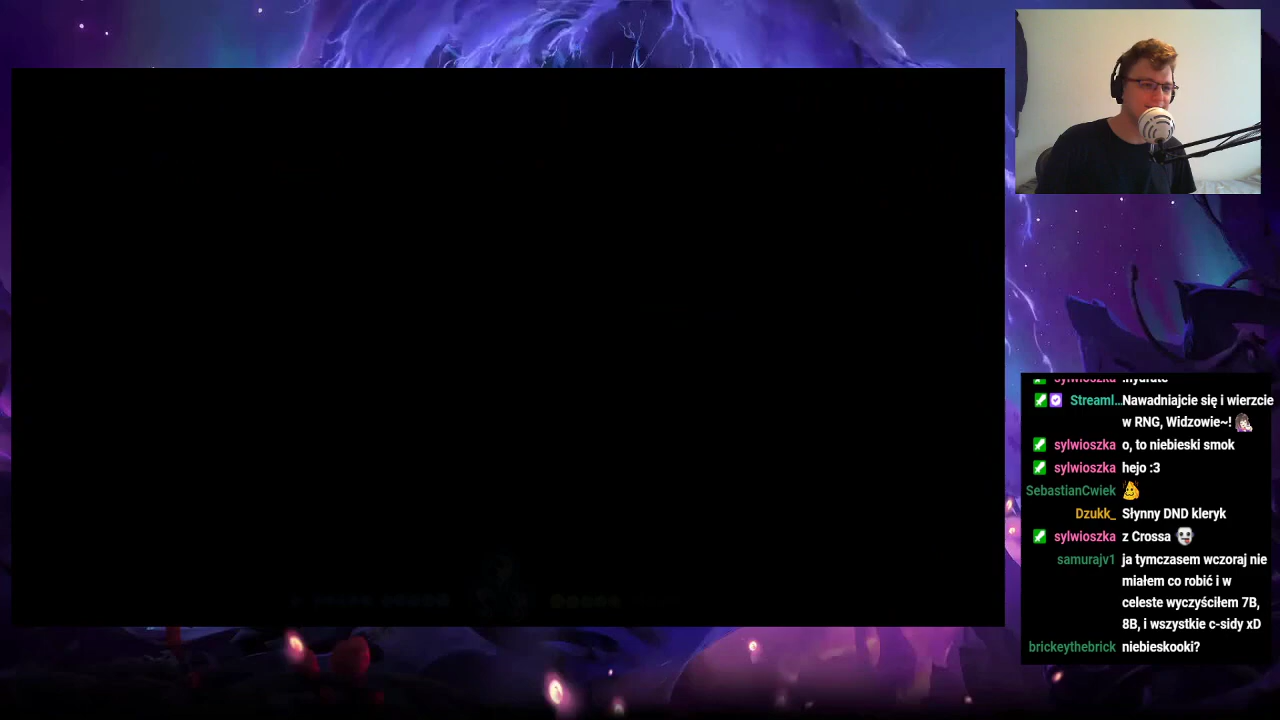 Streaml... Nawadniajcie się i wierzcie
w RNG, Widzowie~!
sylwioszka o, to niebieski smok
sylwioszka hejo :3
SebastianCwiek
Dzukk_ Słynny DND kleryk
sylwioszka z Crossa
samurajv1 ja tymczasem wczoraj nie
miałem co robić i w
celeste wyczyściłem 7B,
8B, i wszystkie c-sidy xD
brickeythebrick niebieskooki?